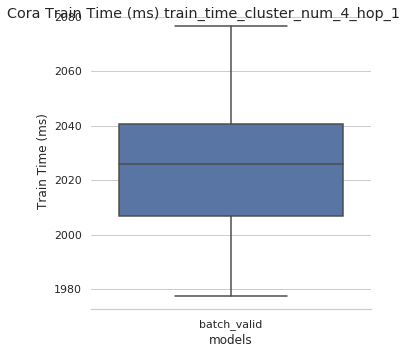 Cora Train Time (ms) train_time_cluster_num_4_hop_1
2080
2060
2040
2020
2000
1980
Train Time (ms)
batch_valid
models